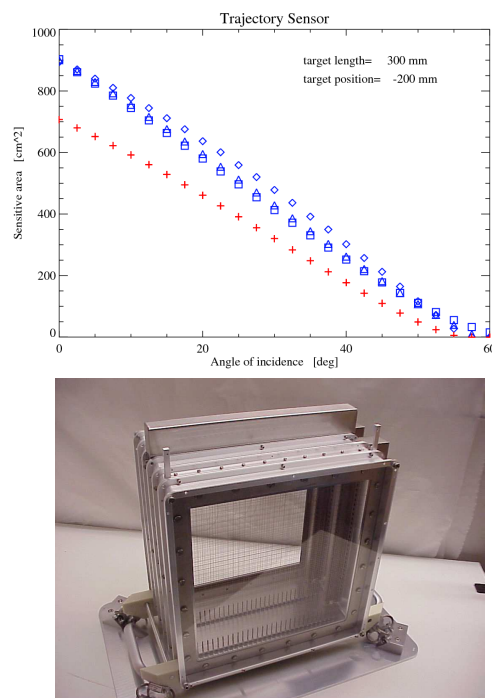 Trajectory Sensor
1000
target length= 300 mm
target position= -200 mm
800
600
400
200
0
Sensitive area [cm^2]
0 20 40 60
Angle of incidence [deg]